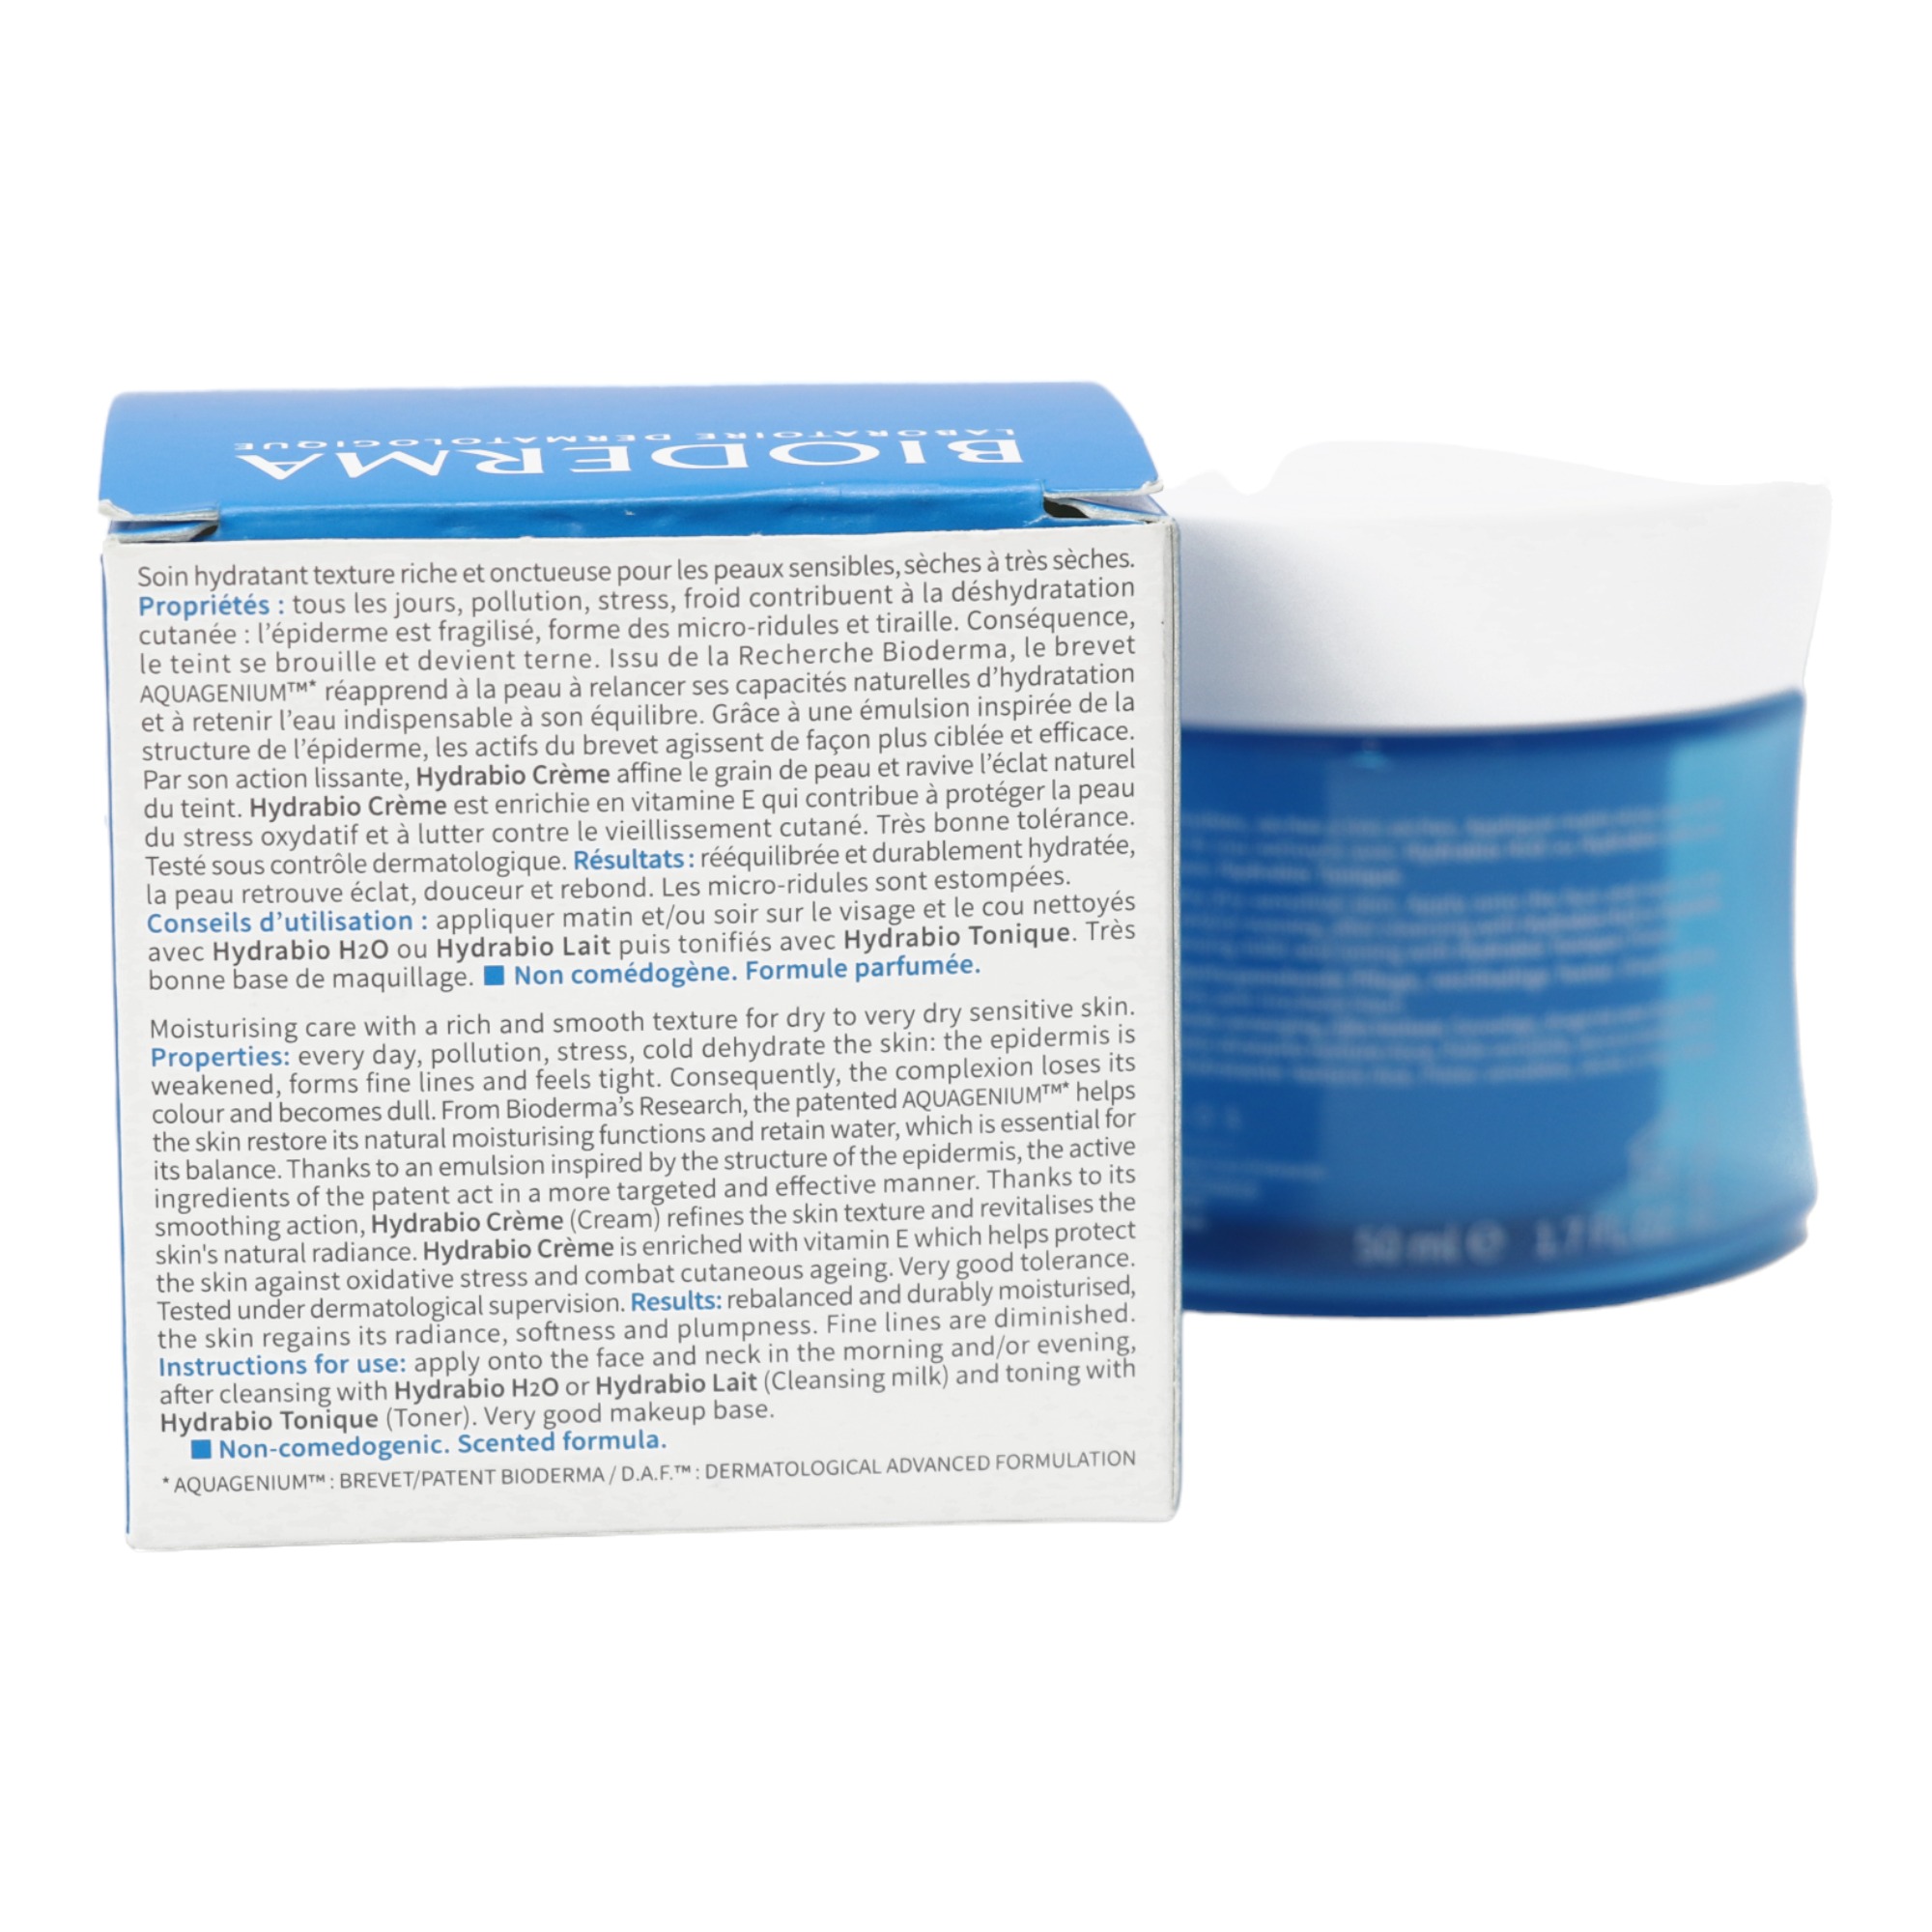 BIODERMA
LABORATOIRE DERMATOLOGIQUE
Soin hydratant texture riche et onctueuse pour les peaux sensibles, sèches à très sèches.
Propriétés : tous les jours, pollution, stress, froid contribuent à la déshydratation
cutanée : l’épiderme est fragilisé, forme des micro-ridules et tiraille. Conséquence,
le teint se brouille et devient terne. Issu de la Recherche Bioderma, le brevet
AQUAGENIUM™* réapprend à la peau à relancer ses capacités naturelles d’hydratation
et à retenir l’eau indispensable à son équilibre. Grâce à une émulsion inspirée de la
structure de l’épiderme, les actifs du brevet agissent de façon plus ciblée et efficace.
Par son action lissante, Hydrabio Crème affine le grain de peau et ravive l’éclat naturel
du teint. Hydrabio Crème est enrichie en vitamine E qui contribue à protéger la peau
du stress oxydatif et à lutter contre le vieillissement cutané. Très bonne tolérance.
Testé sous contrôle dermatologique. Résultats : rééquilibrée et durablement hydratée,
la peau retrouve éclat, douceur et rebond. Les micro-ridules sont estompées.
Conseils d’utilisation : appliquer matin et/ou soir sur le visage et le cou nettoyés
avec Hydrabio H2O ou Hydrabio Lait puis tonifiés avec Hydrabio Tonique. Très
bonne base de maquillage. ■ Non comédogène. Formule parfumée.
Moisturising care with a rich and smooth texture for dry to very dry sensitive skin.
Properties: every day, pollution, stress, cold dehydrate the skin: the epidermis is
weakened, forms fine lines and feels tight. Consequently, the complexion loses its
colour and becomes dull. From Bioderma’s Research, the patented AQUAGENIUM™* helps
the skin restore its natural moisturising functions and retain water, which is essential for
its balance. Thanks to an emulsion inspired by the structure of the epidermis, the active
ingredients of the patent act in a more targeted and effective manner. Thanks to its
smoothing action, Hydrabio Crème (Cream) refines the skin texture and revitalises the
skin's natural radiance. Hydrabio Crème is enriched with vitamin E which helps protect
the skin against oxidative stress and combat cutaneous ageing. Very good tolerance.
Tested under dermatological supervision. Results: rebalanced and durably moisturised,
the skin regains its radiance, softness and plumpness. Fine lines are diminished.
Instructions for use: apply onto the face and neck in the morning and/or evening,
after cleansing with Hydrabio H2O or Hydrabio Lait (Cleansing milk) and toning with
Hydrabio Tonique (Toner). Very good makeup base.
■ Non-comedogenic. Scented formula.
* AQUAGENIUM™ : BREVET/PATENT BIODERMA / D.A.F.™ : DERMATOLOGICAL ADVANCED FORMULATION
50 ml ℮ 1.7 Fl.